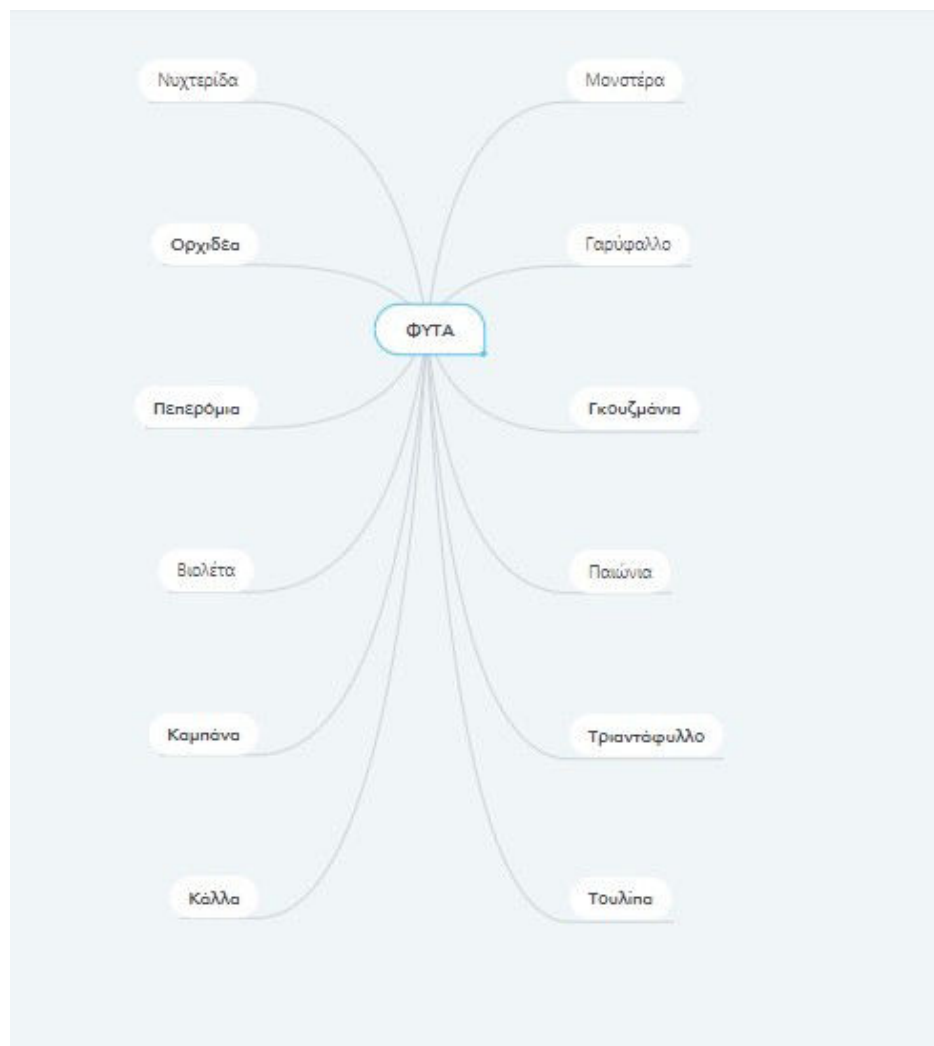 Νυχτερίδα
Μονστέρα
Ορχιδέα
Γαρύφαλλο
ΦΥΤΑ
Πεπερόμια
Γκουζμάνια
Βιολέτα
Παιώνια
Καμπάνα
Τριαντάφυλλο
Κάλλα
Τουλίπα